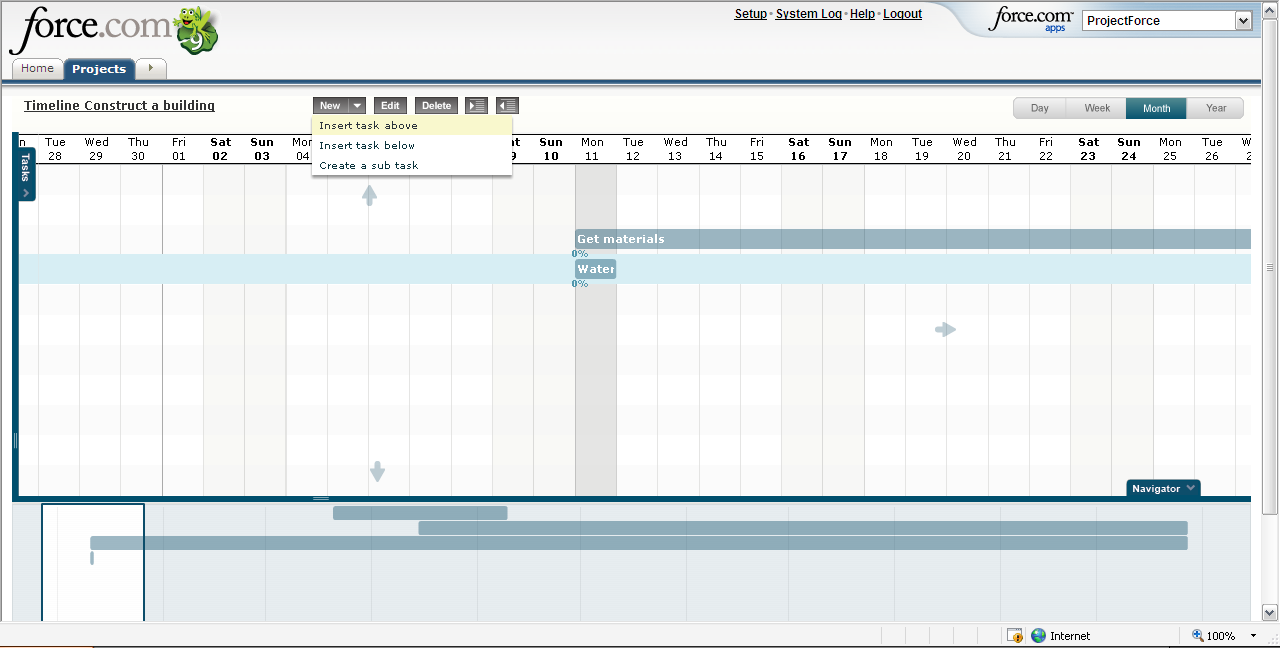 force.com
9
Setup · System Log · Help · Logout
force.com apps
ProjectForce
Home
Projects
Timeline Construct a building
New
Edit
Delete
Day
Week
Month
Year
Insert task above
Insert task below
Create a sub task
n Tue Wed Thu Fri Sat Sun Mo Sun Mon Tue Wed Thu Fri Sat Sun Mon Tue Wed Thu Fri Sat Sun Mon Tue W
28 29 30 01 02 03 04 9 10 11 12 13 14 15 16 17 18 19 20 21 22 23 24 25 26 2
Tasks
Get materials
0%
Water
0%
Navigator
Internet
100%